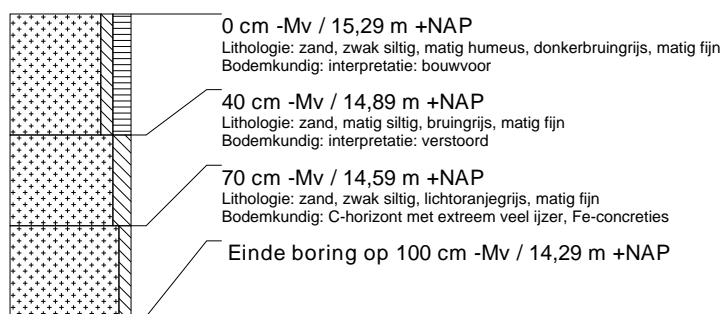 0 cm -Mv / 15,29 m +NAP
Lithologie: zand, zwak siltig, matig humeus, donkerbruingrijs, matig fijn
Bodemkundig: interpretatie: bouwvoor
40 cm -Mv / 14,89 m +NAP
Lithologie: zand, matig siltig, bruingrijs, matig fijn
Bodemkundig: interpretatie: verstoord
70 cm -Mv / 14,59 m +NAP
Lithologie: zand, zwak siltig, lichtoranjegrijs, matig fijn
Bodemkundig: C-horizont met extreem veel ijzer, Fe-concreties
Einde boring op 100 cm -Mv / 14,29 m +NAP